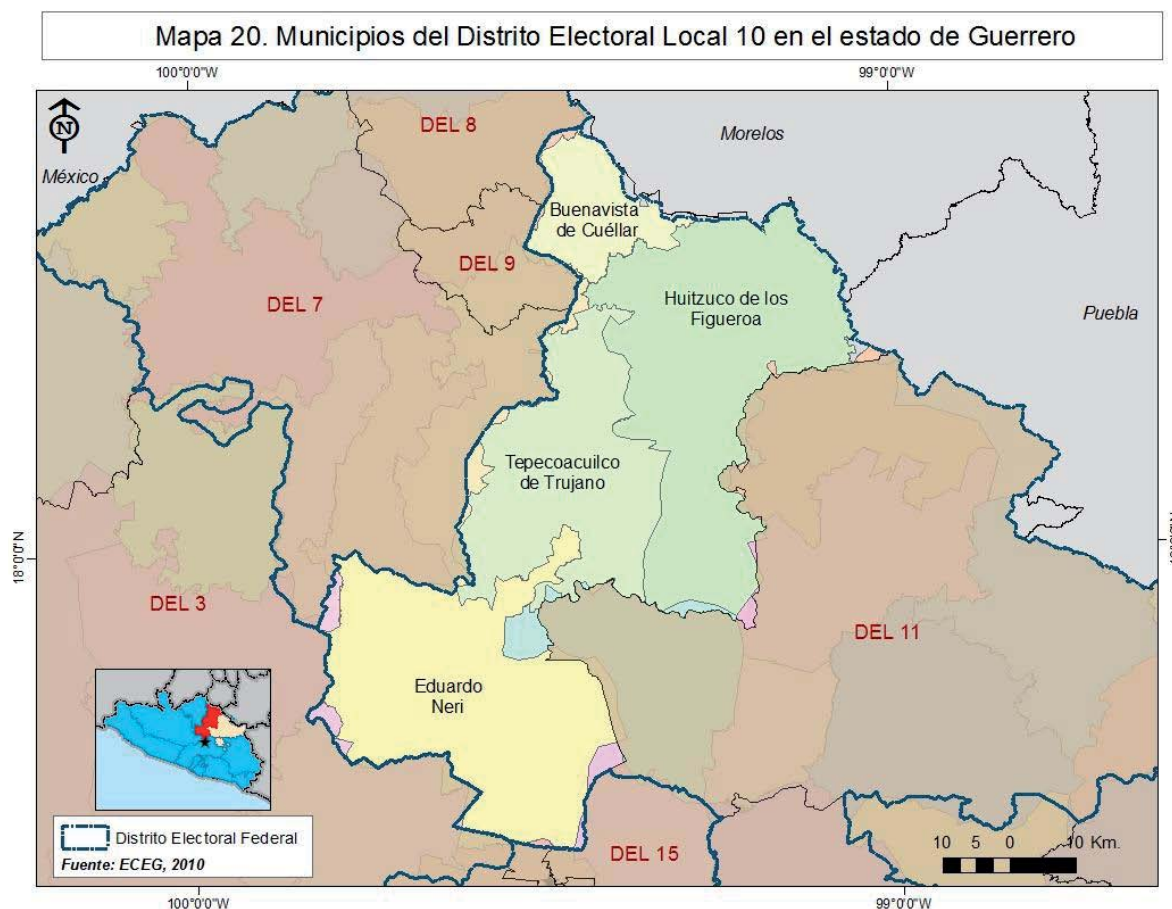 Mapa 20. Municipios del Distrito Electoral Local 10 en el estado de Guerrero
100°0'0"W
99°0'0"W
N
DEL 8
Morelos
México
Buenavista
de Cuéllar
DEL 9
DEL 7
Huitzuco de los
Figueroa
Puebla
Tepecoacuilco
de Trujano
18°0'0"N
DEL 3
DEL 11
Eduardo
Neri
Distrito Electoral Federal
Fuente: ECEG, 2010
DEL 15
10 5 0 10 Km.
100°0'0"W
99°0'0"W